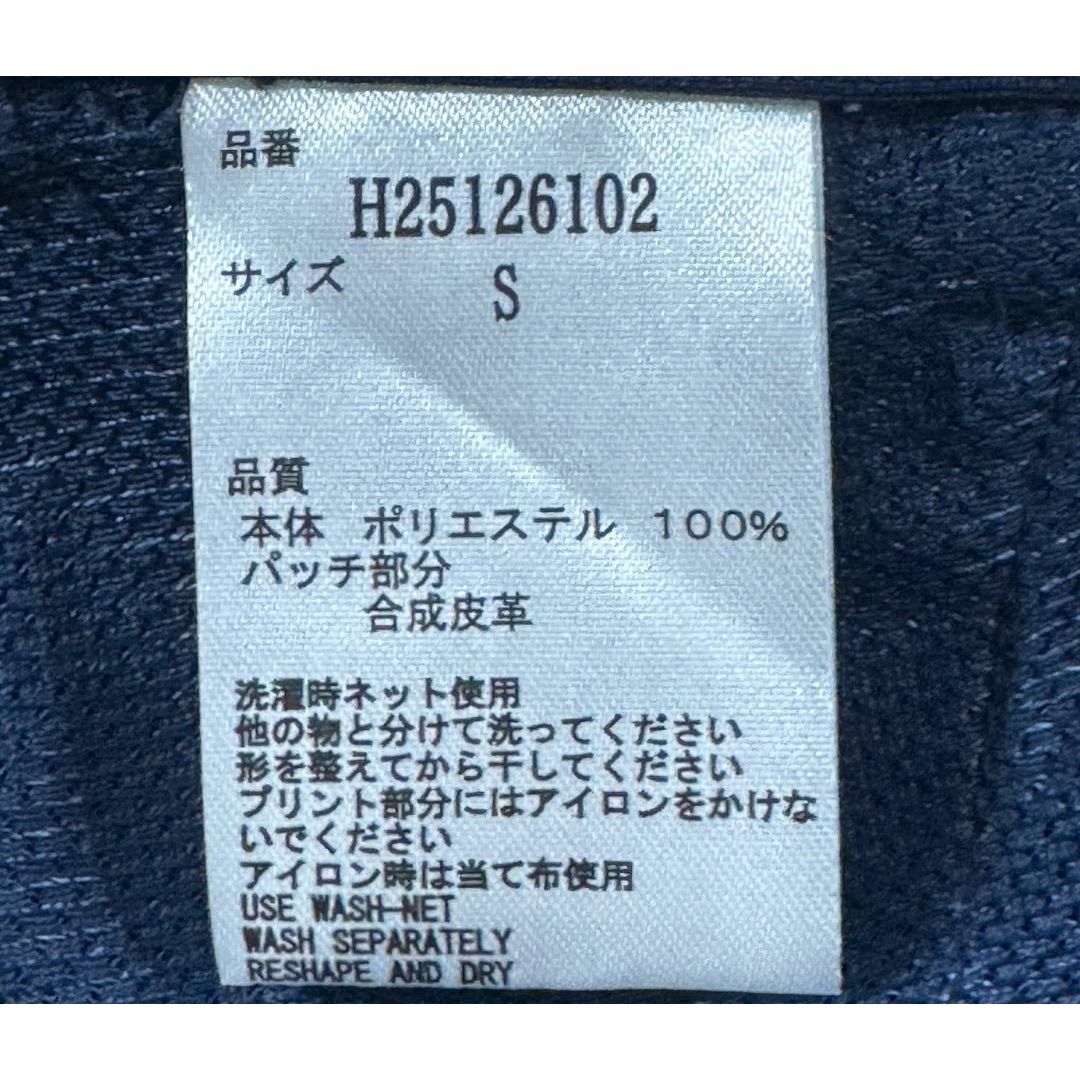 品番
H25126102
サイズ S
品質
本体 ポリエステル 100%
パッチ部分
合成皮革
洗濯時ネット使用
他の物と分けて洗ってください
形を整えてから干してください
プリント部分にはアイロンをかけな
いでください
アイロン時は当て布使用
USE WASH-NET
WASH SEPARATELY
RESHAPE AND DRY